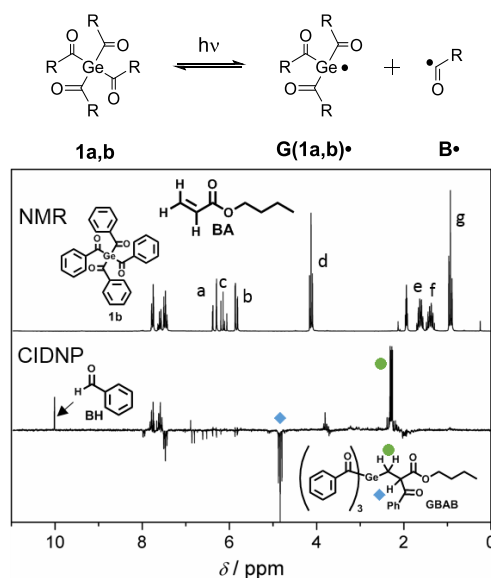 R R
O O
hν
Ge R Ge• + •R
O O O O
R R
1a,b G(1a,b)• B•
NMR
H O
H H O
BA
O O
Ge
O O
1b
a c b d e f g
CIDNP
O
H
BH
O H H O
Ge O
H
Ph O
3
GBAB
10 8 6 4 2
δ / ppm